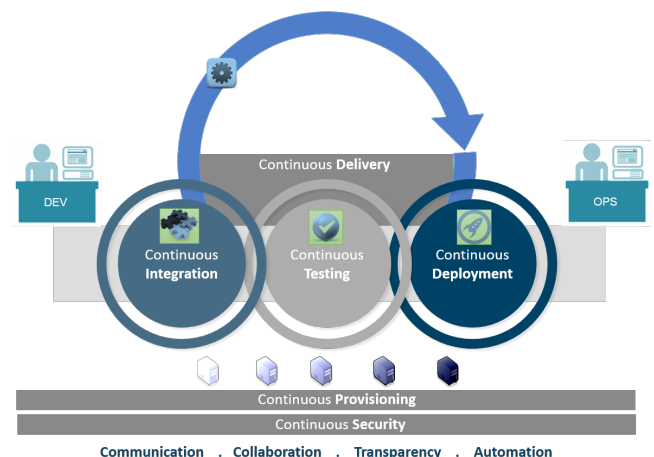 Continuous Delivery
DEV
OPS
Continuous
Integration
Continuous
Testing
Continuous
Deployment
Continuous Provisioning
Continuous Security
Communication . Collaboration . Transparency . Automation